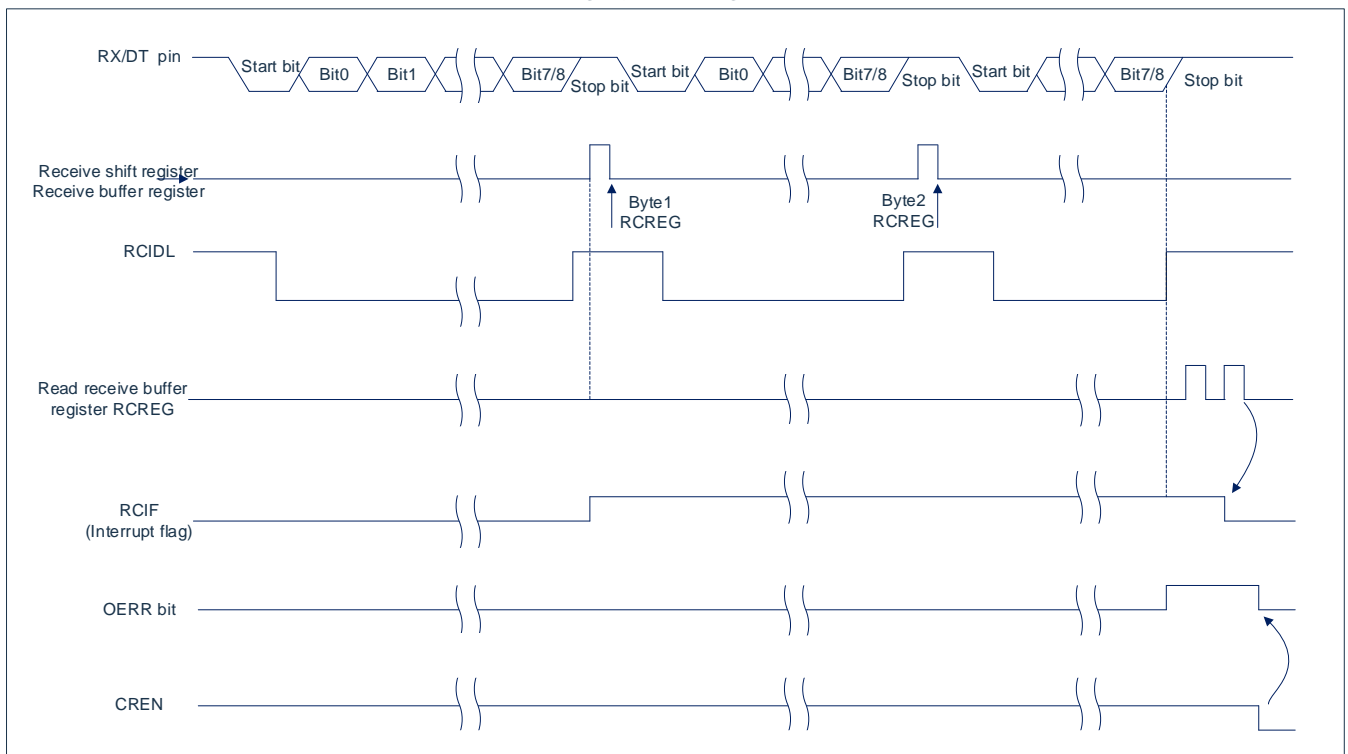 RX/DT pin
Start bit
Bit0
Bit1
Bit7/8
Stop bit
Start bit
Bit0
Bit7/8
Stop bit
Start bit
Bit7/8
Stop bit
Receive shift register
Receive buffer register
Byte1
RCREG
Byte2
RCREG
RCIDL
Read receive buffer
register RCREG
RCIF
(Interrupt flag)
OERR bit
CREN